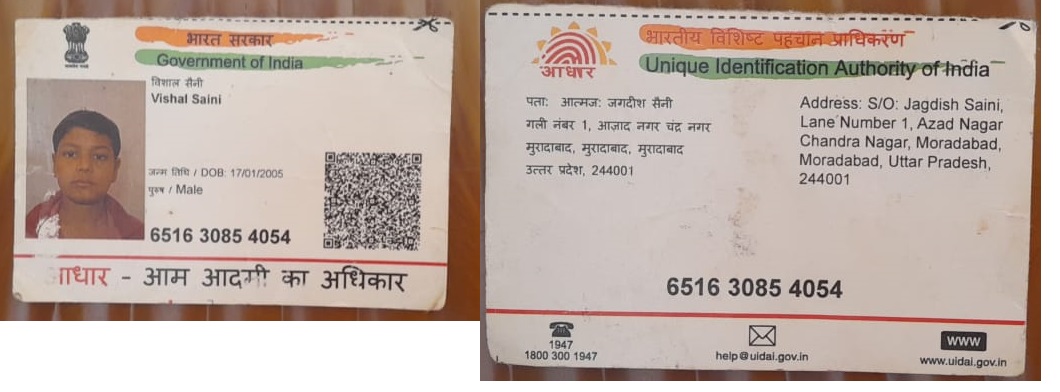 भारत सरकार
Government of India
विशाल सैनी
Vishal Saini
जन्म तिथि / DOB: 17/01/2005
पुरुष / Male
6516 3085 4054
आधार - आम आदमी का अधिकार
भारतीय विशिष्ट पहचान प्राधिकरण
Unique Identification Authority of India
आधार
पताः आत्मजः जगदीश सैनी
गली नंबर 1, आज़ाद नगर चंद्र नगर
मुरादाबाद, मुरादाबाद, मुरादाबाद
उत्तर प्रदेश, 244001
Address: S/O: Jagdish Saini,
Lane Number 1, Azad Nagar
Chandra Nagar, Moradabad,
Moradabad, Uttar Pradesh,
244001
6516 3085 4054
1947
1800 300 1947
help@uidai.gov.in
WWW
www.uidai.gov.in